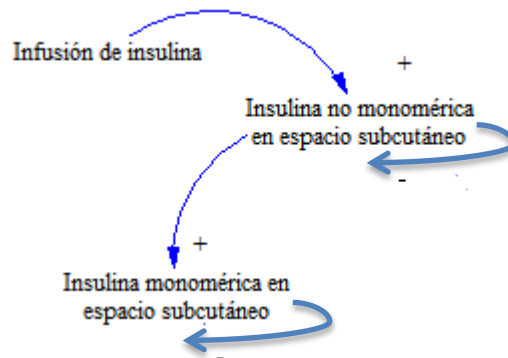 Infusión de insulina
+
Insulina no monomérica
en espacio subcutáneo
-
+
Insulina monomérica en
espacio subcutáneo
-